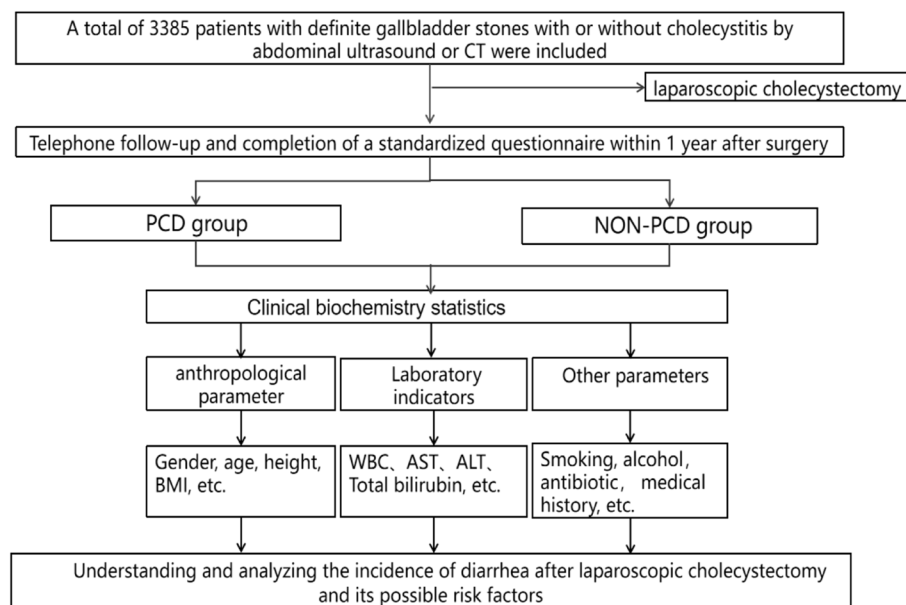 A total of 3385 patients with definite gallbladder stones with or without cholecystitis by
abdominal ultrasound or CT were included
laparoscopic cholecystectomy
Telephone follow-up and completion of a standardized questionnaire within 1 year after surgery
PCD group
NON-PCD group
Clinical biochemistry statistics
anthropological
parameter
Laboratory
indicators
Other parameters
Gender, age, height,
BMI, etc.
WBC、AST、ALT、
Total bilirubin, etc.
Smoking, alcohol,
antibiotic, medical
history, etc.
Understanding and analyzing the incidence of diarrhea after laparoscopic cholecystectomy
and its possible risk factors